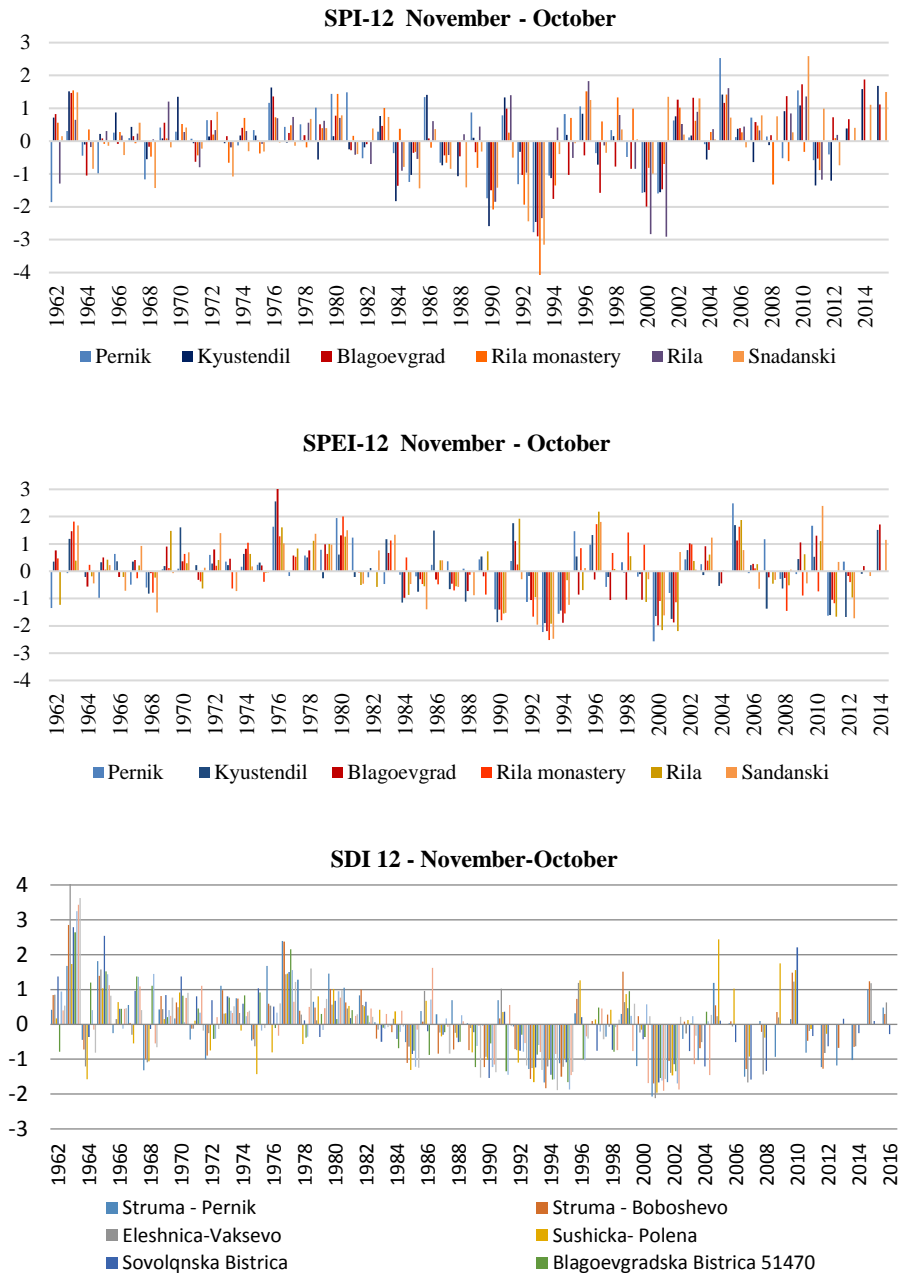 SPI-12 November - October
3
2
1
0
-1
-2
-3
-4
1962 1964 1966 1968 1970 1972 1974 1976 1978 1980 1982 1984 1986 1988 1990 1992 1994 1996 1998 2000 2002 2004 2006 2008 2010 2012 2014
Pernik Kyustendil Blagoevgrad Rila monastery Rila Snadanski
SPEI-12 November - October
3
2
1
0
-1
-2
-3
-4
1962 1964 1966 1968 1970 1972 1974 1976 1978 1980 1982 1984 1986 1988 1990 1992 1994 1996 1998 2000 2002 2004 2006 2008 2010 2012 2014
Pernik Kyustendil Blagoevgrad Rila monastery Rila Sandanski
SDI 12 - November-October
4
3
2
1
0
-1
-2
-3
1962 1964 1966 1968 1970 1972 1974 1976 1978 1980 1982 1984 1986 1988 1990 1992 1994 1996 1998 2000 2002 2004 2006 2008 2010 2012 2014 2016
Struma - Pernik Struma - Boboshevo
Eleshnica-Vaksevo Sushicka- Polena
Sovolqnska Bistrica Blagoevgradska Bistrica 51470